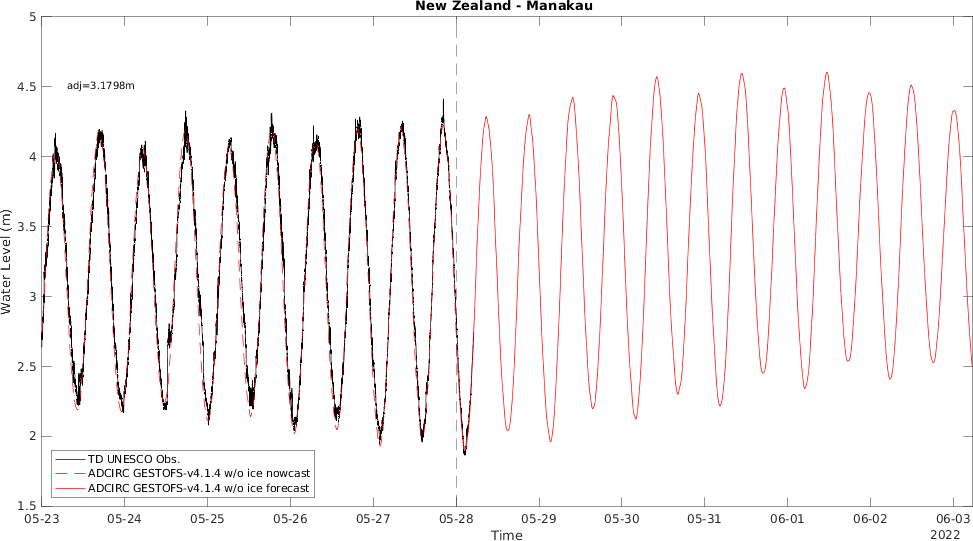 New Zealand - Manakau
5
4.5
4
3.5
3
2.5
2
1.5
Water Level (m)
adj=3.1798m
TD UNESCO Obs.
ADCIRC GESTOFS-v4.1.4 w/o ice nowcast
ADCIRC GESTOFS-v4.1.4 w/o ice forecast
05-23 05-24 05-25 05-26 05-27 05-28 05-29 05-30 05-31 06-01 06-02 06-03
Time
2022